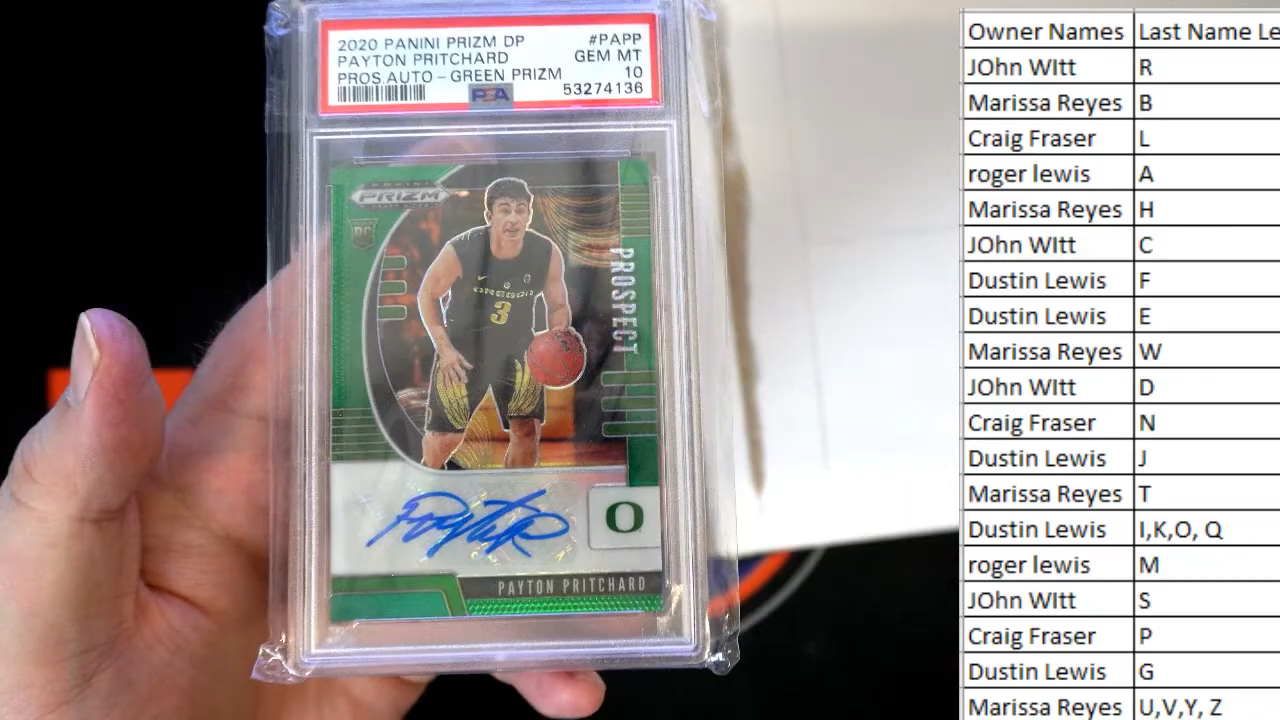 2020 PANINI PRIZM DP #PAPP
PAYTON PRITCHARD GEM MT
PROS.AUTO – GREEN PRIZM 10
PSA 53274136
PANINI
PRIZM
RC
PROSPECT
OREGON
3
O
PAYTON PRITCHARD
Owner Names Last Name Le
JOhn WItt R
Marissa Reyes B
Craig Fraser L
roger lewis A
Marissa Reyes H
JOhn WItt C
Dustin Lewis F
Dustin Lewis E
Marissa Reyes W
JOhn WItt D
Craig Fraser N
Dustin Lewis J
Marissa Reyes T
Dustin Lewis I,K,O, Q
roger lewis M
JOhn WItt S
Craig Fraser P
Dustin Lewis G
Marissa Reyes U,V,Y, Z